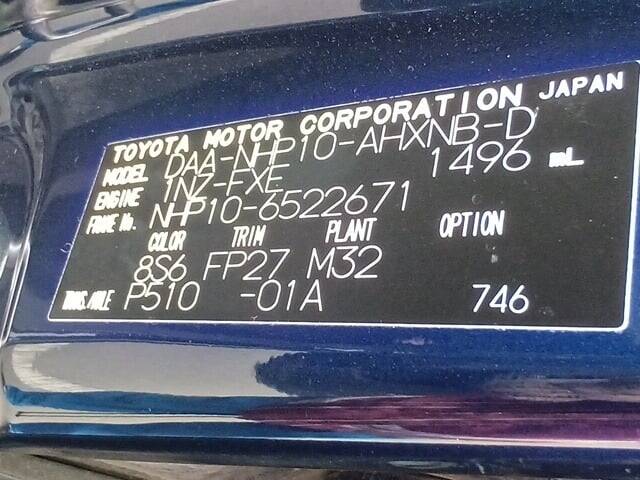 TOYOTA MOTOR CORPORATION JAPAN
MODEL DAA-NHP10-AHXNB-D
ENGINE 1NZ-FXE 1496 mL
FRAME No. NHP10-6522671
COLOR TRIM PLANT OPTION
8S6 FP27 M32
TRANS./AXLE P510 -01A 746